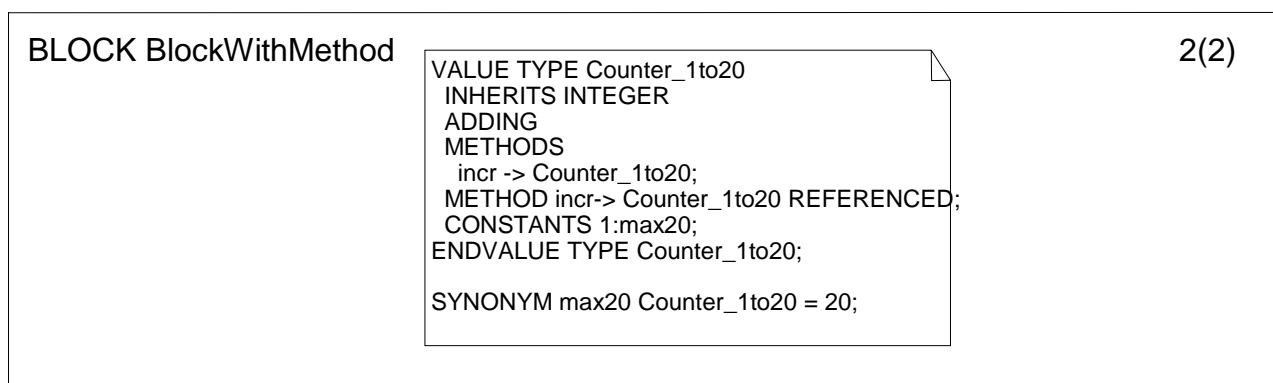 BLOCK BlockWithMethod
2(2)
VALUE TYPE Counter_1to20
INHERITS INTEGER
ADDING
METHODS
incr -> Counter_1to20;
METHOD incr-> Counter_1to20 REFERENCED;
CONSTANTS 1:max20;
ENDVALUE TYPE Counter_1to20;
SYNONYM max20 Counter_1to20 = 20;